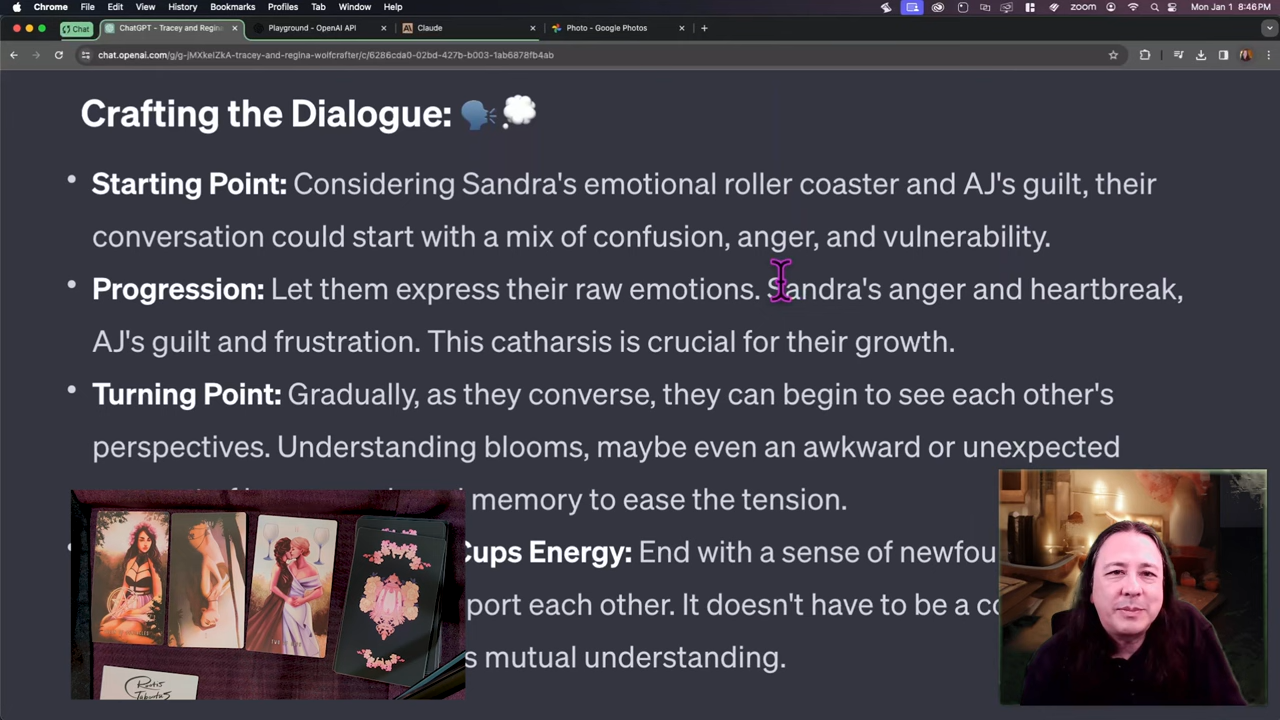 Chrome File Edit View History Bookmarks Profiles Tab Window Help zoom Mon Jan 1 8:46 PM
Chat ChatGPT - Tracey and Regina Playground - OpenAI API Claude Photo - Google Photos
chat.openai.com/g/g-jMXkeIZkA-tracey-and-regina-wolfcrafter/c/6286cda0-02bd-427b-b003-1ab6878fb4ab
Crafting the Dialogue: 🗣️💭
• Starting Point: Considering Sandra's emotional roller coaster and AJ's guilt, their
conversation could start with a mix of confusion, anger, and vulnerability.
• Progression: Let them express their raw emotions. Sandra's anger and heartbreak,
AJ's guilt and frustration. This catharsis is crucial for their growth.
• Turning Point: Gradually, as they converse, they can begin to see each other's
perspectives. Understanding blooms, maybe even an awkward or unexpected
memory to ease the tension.
Cups Energy: End with a sense of
port each other. It doesn't have to be a
s mutual understanding.